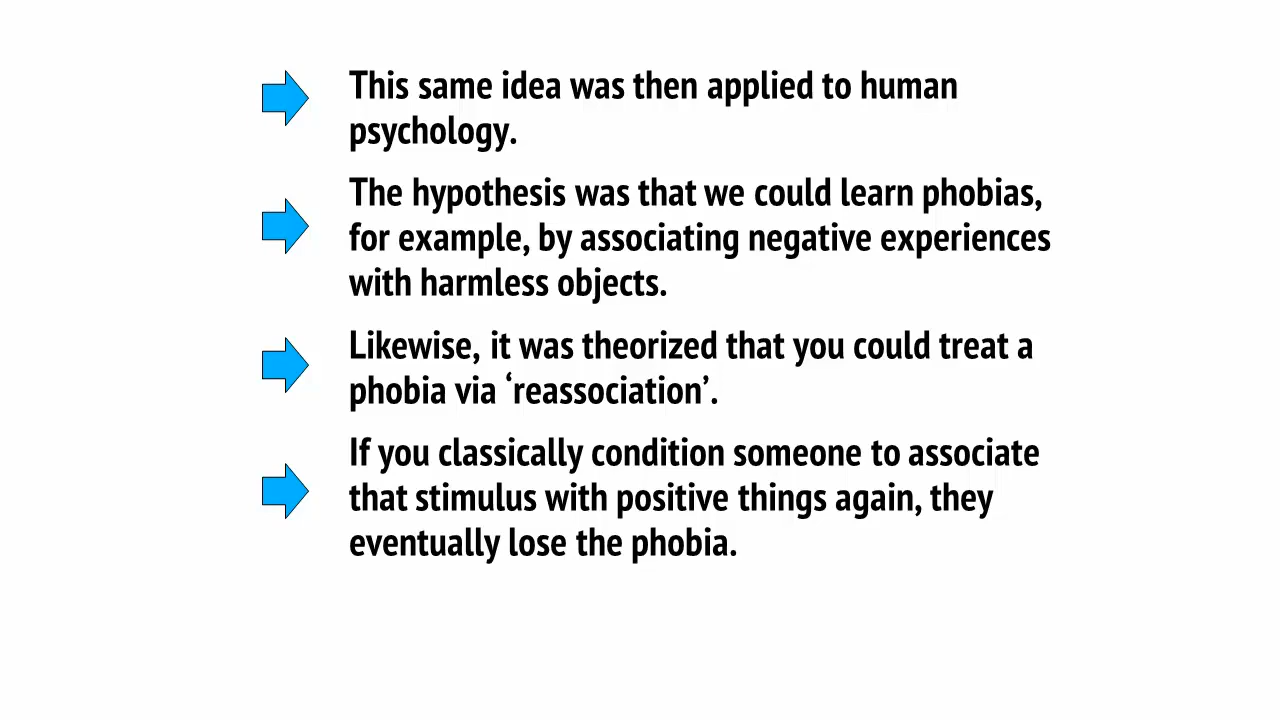 This same idea was then applied to human
psychology.
The hypothesis was that we could learn phobias,
for example, by associating negative experiences
with harmless objects.
Likewise, it was theorized that you could treat a
phobia via ‘reassociation’.
If you classically condition someone to associate
that stimulus with positive things again, they
eventually lose the phobia.